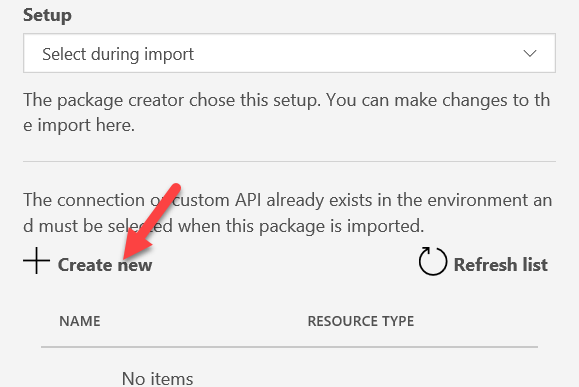 Setup
Select during import
The package creator chose this setup. You can make changes to th
e import here.
The connection or custom API already exists in the environment an
d must be selected when this package is imported.
Create new
Refresh list
NAME
RESOURCE TYPE
No items